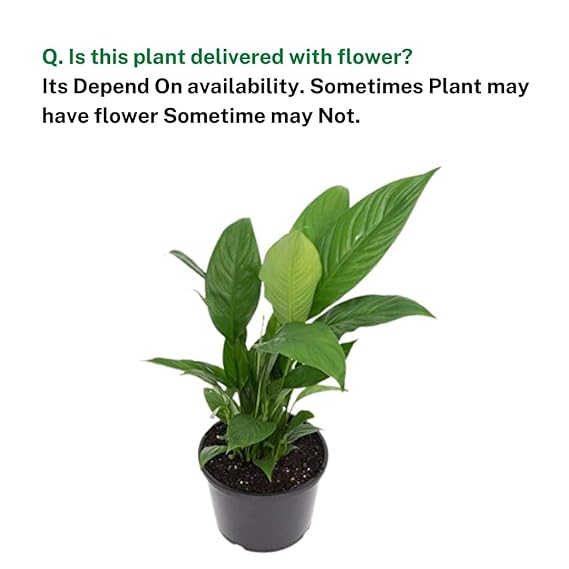 Q. Is this plant delivered with flower?
Its Depend On availability. Sometimes Plant may
have flower Sometime may Not.